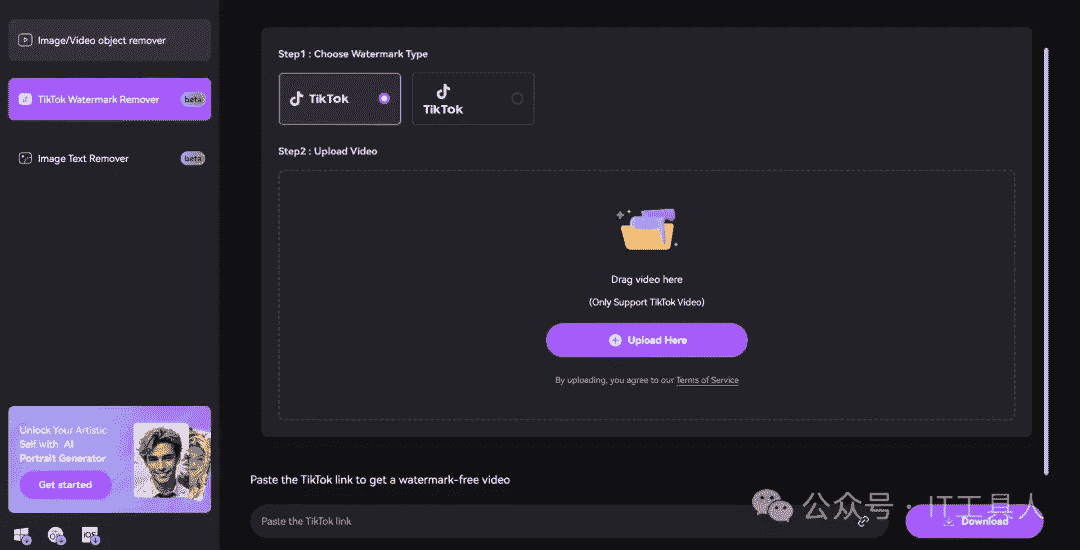 Image/Video object remover
TikTok Watermark Remover
beta
Image Text Remover
beta
Unlock Your Artistic
Self with AI
Portrait Generator
Get started
iOS
Step1 : Choose Watermark Type
TikTok
TikTok
Step2 : Upload Video
Drag video here
(Only Support TikTok Video)
Upload Here
By uploading, you agree to our Terms of Service
Paste the TikTok link to get a watermark-free video
Paste the TikTok link
Download
公众号 · IT工具人